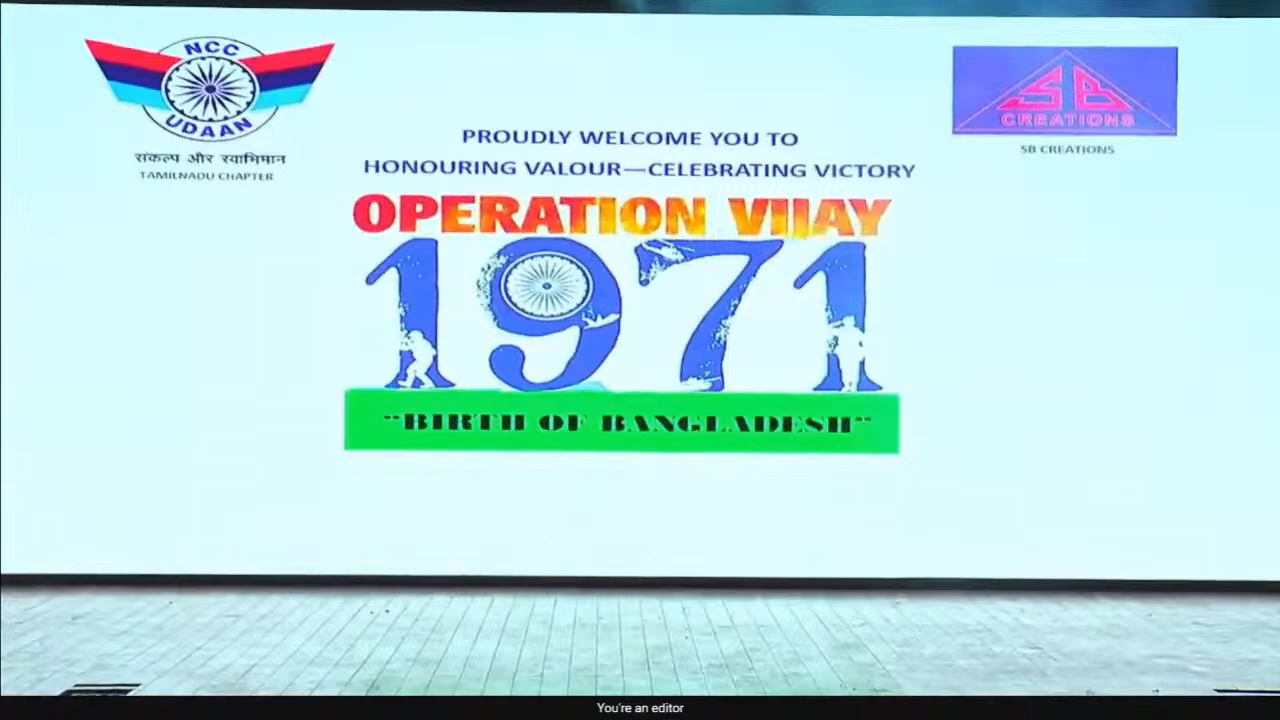 NCC
UDAAN
संकल्प और स्वाभिमान
TAMILNADU CHAPTER
SB
CREATIONS
SB CREATIONS
PROUDLY WELCOME YOU TO
HONOURING VALOUR—CELEBRATING VICTORY
OPERATION VIJAY
1971
"BIRTH OF BANGLADESH"
You're an editor